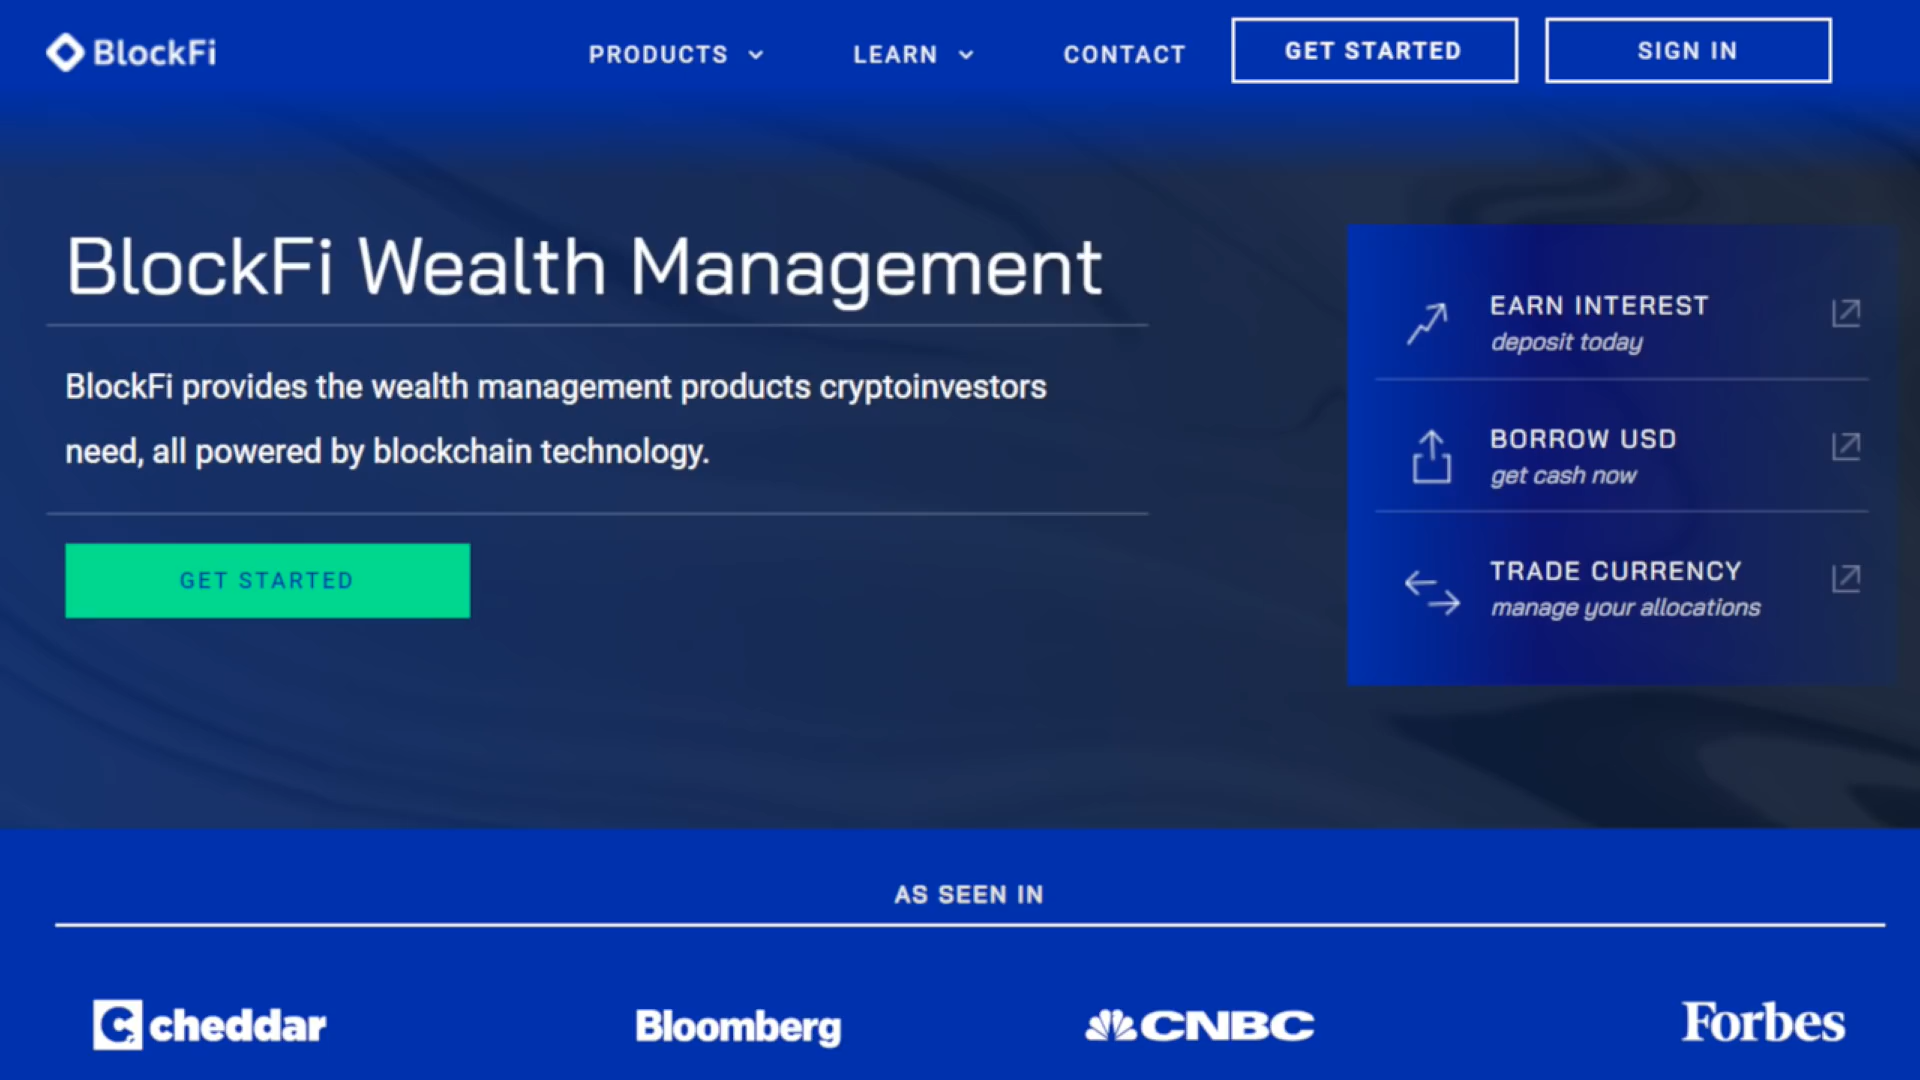 BlockFi
PRODUCTS
LEARN
CONTACT
GET STARTED
SIGN IN
BlockFi Wealth Management
BlockFi provides the wealth management products cryptoinvestors
need, all powered by blockchain technology.
GET STARTED
EARN INTEREST
deposit today
BORROW USD
get cash now
TRADE CURRENCY
manage your allocations
AS SEEN IN
cheddar
Bloomberg
CNBC
Forbes